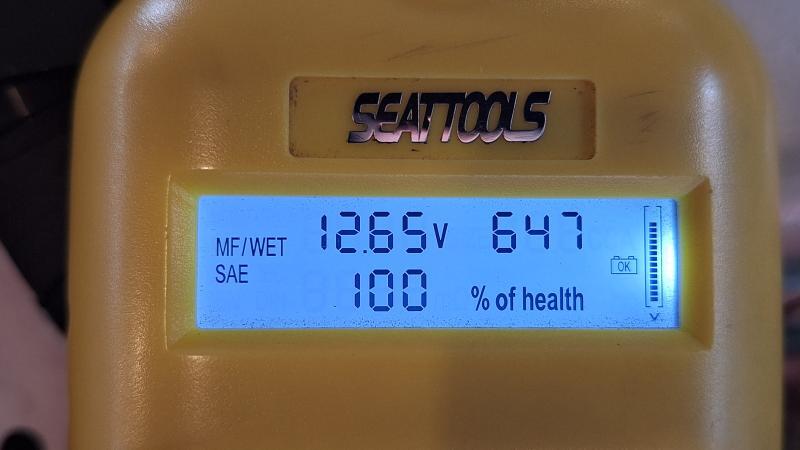 SEATTOOLS
MF/WET 12.65V 647
SAE
OK
100 % of health